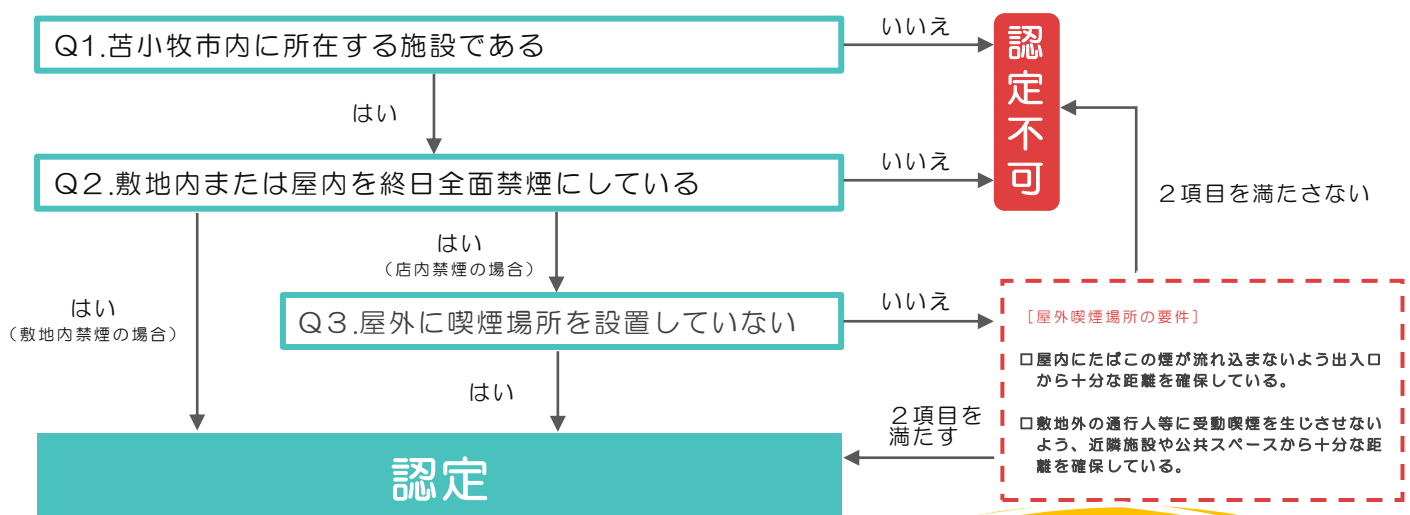 Q1.苫小牧市内に所在する施設である
いいえ
認定不可
はい
Q2.敷地内または屋内を終日全面禁煙にしている
いいえ
2項目を満たさない
はい
(店内禁煙の場合)
はい
(敷地内禁煙の場合)
Q3.屋外に喫煙場所を設置していない
いいえ
[屋外喫煙場所の要件]
□屋内にたばこの煙が流れ込まないよう出入口
から十分な距離を確保している。
□敷地外の通行人等に受動喫煙を生じさせない
よう、近隣施設や公共スペースから十分な距
離を確保している。
はい
2項目を
満たす
認定